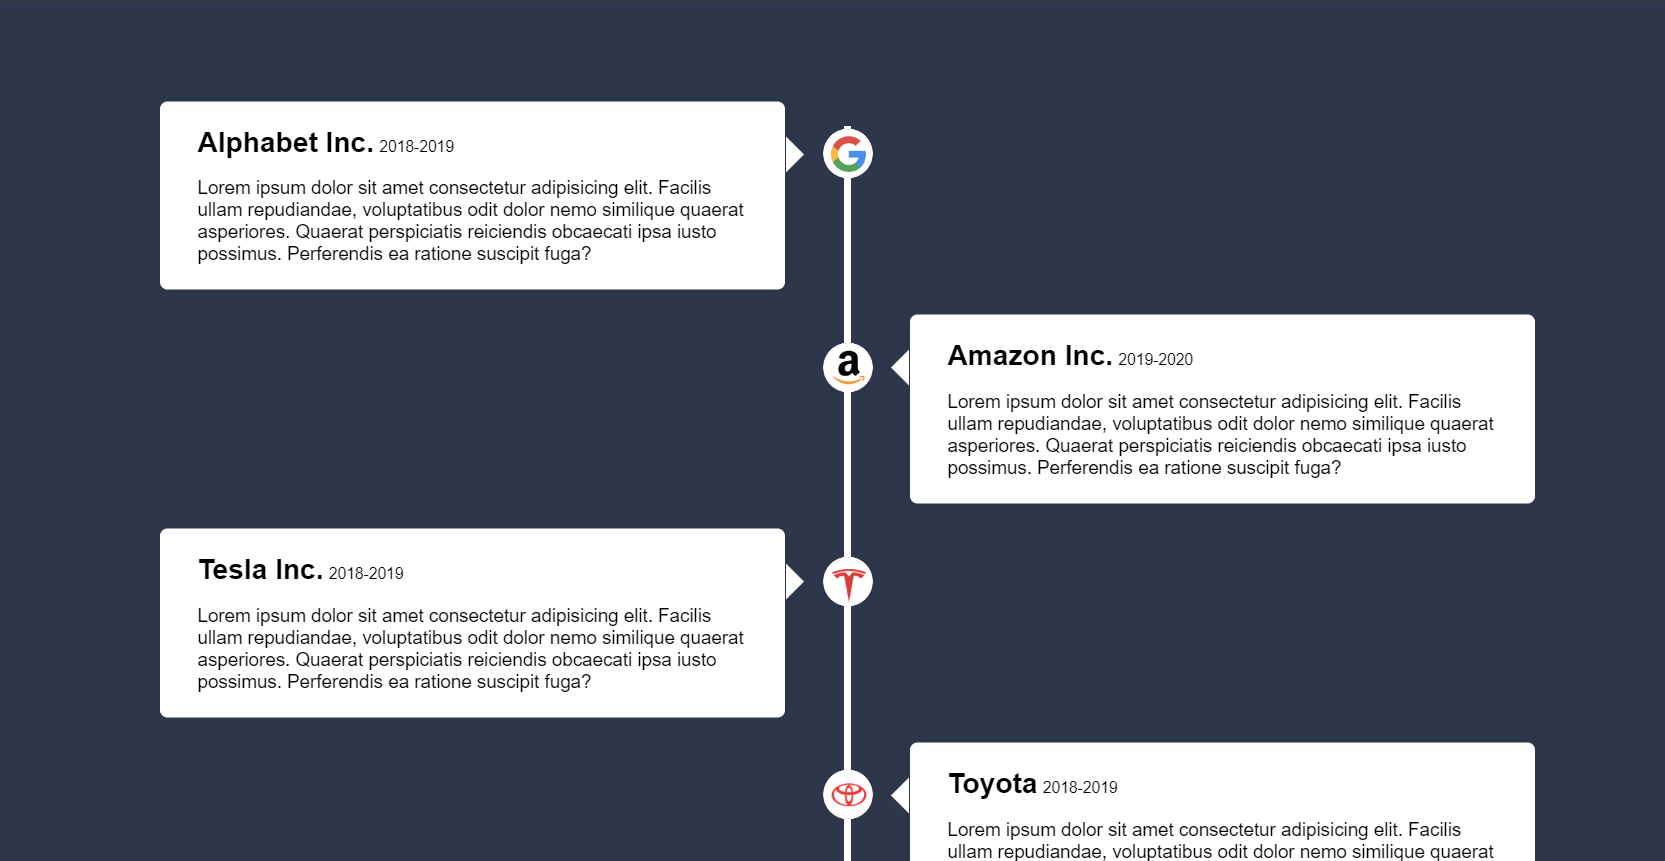 Alphabet Inc. 2018-2019
Lorem ipsum dolor sit amet consectetur adipisicing elit. Facilis
ullam repudiandae, voluptatibus odit dolor nemo similique quaerat
asperiores. Quaerat perspiciatis reiciendis obcaecati ipsa iusto
possimus. Perferendis ea ratione suscipit fuga?
G
a
Amazon Inc. 2019-2020
Lorem ipsum dolor sit amet consectetur adipisicing elit. Facilis
ullam repudiandae, voluptatibus odit dolor nemo similique quaerat
asperiores. Quaerat perspiciatis reiciendis obcaecati ipsa iusto
possimus. Perferendis ea ratione suscipit fuga?
Tesla Inc. 2018-2019
Lorem ipsum dolor sit amet consectetur adipisicing elit. Facilis
ullam repudiandae, voluptatibus odit dolor nemo similique quaerat
asperiores. Quaerat perspiciatis reiciendis obcaecati ipsa iusto
possimus. Perferendis ea ratione suscipit fuga?
Toyota 2018-2019
Lorem ipsum dolor sit amet consectetur adipisicing elit. Facilis
ullam repudiandae, voluptatibus odit dolor nemo similique quaerat